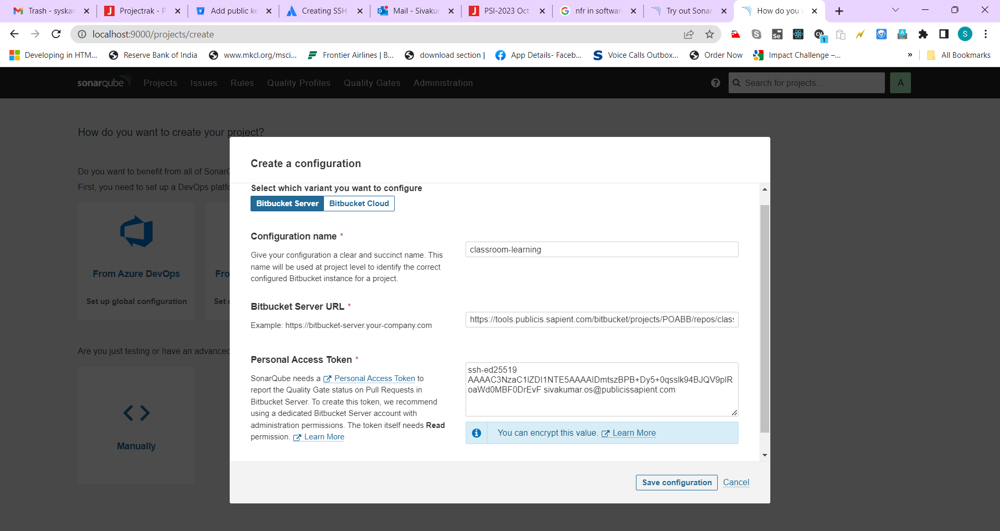 Trash - syskar
Projectrak - P
Add public ke
Creating SSH
Mail - Sivakur
PSI-2023 Oct
nfr in softwar
Try out Sonar
How do you
localhost:9000/projects/create
S
1
Developing in HTM...
Reserve Bank of India
www.mkcl.org/msci...
Frontier Airlines | B...
download section |
App Details- Faceb...
Voice Calls Outbox...
Order Now
Impact Challenge –...
»
All Bookmarks
sonarqube
Projects
Issues
Rules
Quality Profiles
Quality Gates
Administration
Search for projects...
A
How do you want to create your project?
Do you want to benefit from all of Sonar
First, you need to set up a DevOps platfo
From Azure DevOps
Fro
Set up global configuration
Set
Are you just testing or have an advanced
Manually
Create a configuration
Select which variant you want to configure
Bitbucket Server
Bitbucket Cloud
Configuration name *
Give your configuration a clear and succinct name. This
name will be used at project level to identify the correct
configured Bitbucket instance for a project.
classroom-learning
Bitbucket Server URL *
Example: https://bitbucket-server.your-company.com
https://tools.publicis.sapient.com/bitbucket/projects/POABB/repos/clas
Personal Access Token *
SonarQube needs a Personal Access Token to
report the Quality Gate status on Pull Requests in
Bitbucket Server. To create this token, we recommend
using a dedicated Bitbucket Server account with
administration permissions. The token itself needs Read
permission. Learn More
ssh-ed25519
AAAAC3NzaC1lZDI1NTE5AAAAIDmtszBPB+Dy5+0qsslk94BJQV9pIR
oaWd0MBF0DrEvF sivakumar.os@publicissapient.com
You can encrypt this value. Learn More
Save configuration
Cancel